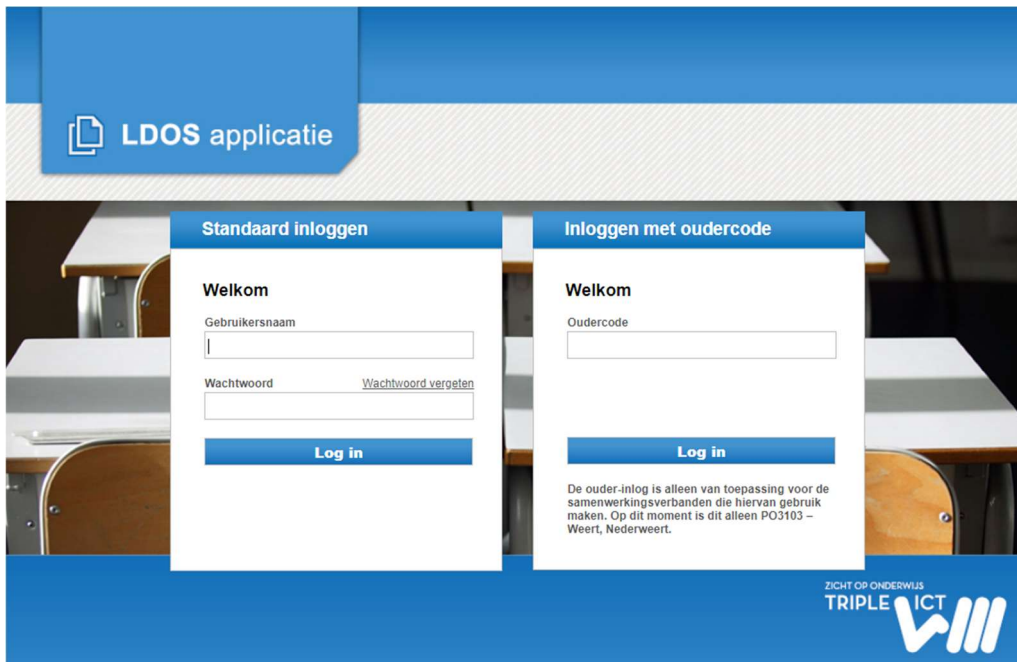 LDOS applicatie
Standaard inloggen
Welkom
Gebruikersnaam
Wachtwoord Wachtwoord vergeten
Log in
Inloggen met oudercode
Welkom
Oudercode
Log in
De ouder-inlog is alleen van toepassing voor de
samenwerkingsverbanden die hiervan gebruik
maken. Op dit moment is dit alleen PO3103 –
Weert, Nederweert.
ZICHT OP ONDERWIJS
TRIPLE ICT